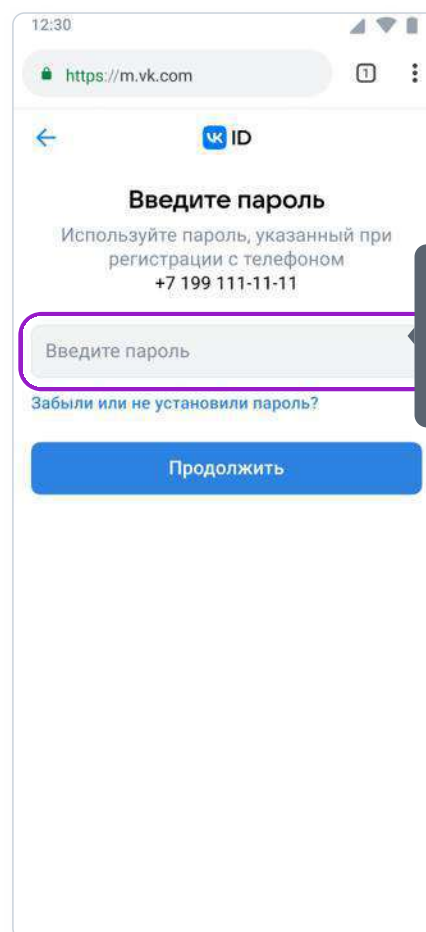 12:30
https://m.vk.com
1
VK ID
Введите пароль
Используйте пароль, указанный при
регистрации с телефоном
+7 199 111-11-11
Введите пароль
Забыли или не установили пароль?
Продолжить